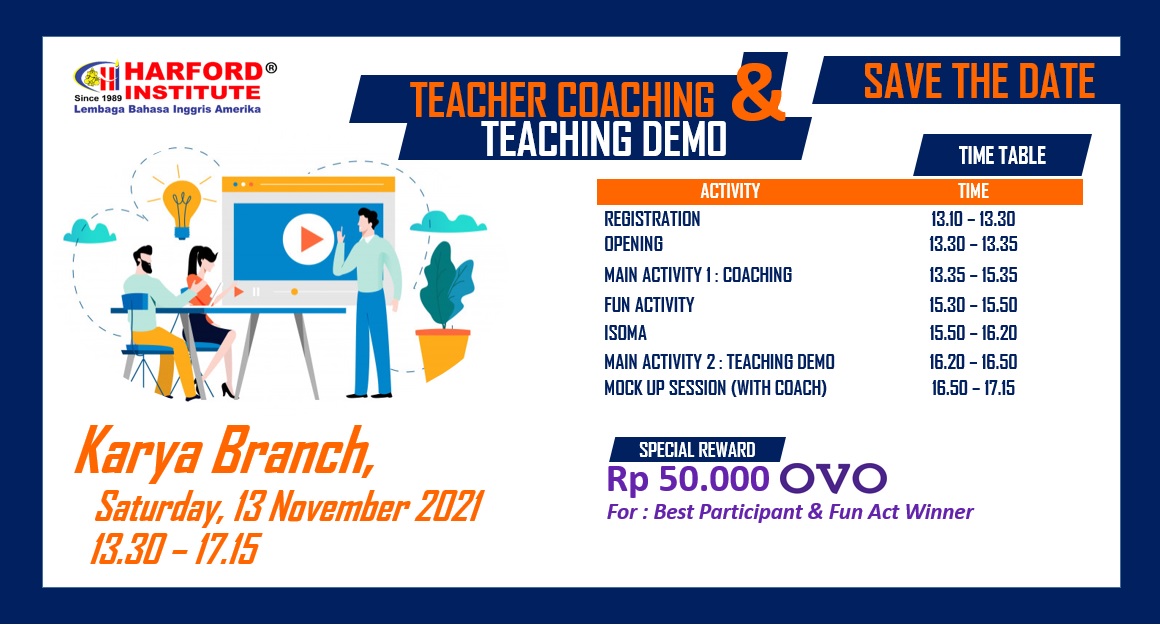 HARFORD®
INSTITUTE
Since 1989
Lembaga Bahasa Inggris Amerika
TEACHER COACHING &
TEACHING DEMO
SAVE THE DATE
TIME TABLE
ACTIVITY TIME
REGISTRATION 13.10 – 13.30
OPENING 13.30 – 13.35
MAIN ACTIVITY 1 : COACHING 13.35 – 15.35
FUN ACTIVITY 15.30 – 15.50
ISOMA 15.50 – 16.20
MAIN ACTIVITY 2 : TEACHING DEMO 16.20 – 16.50
MOCK UP SESSION (WITH COACH) 16.50 – 17.15
Karya Branch,
Saturday, 13 November 2021
13.30 – 17.15
SPECIAL REWARD
Rp 50.000 OVO
For : Best Participant & Fun Act Winner